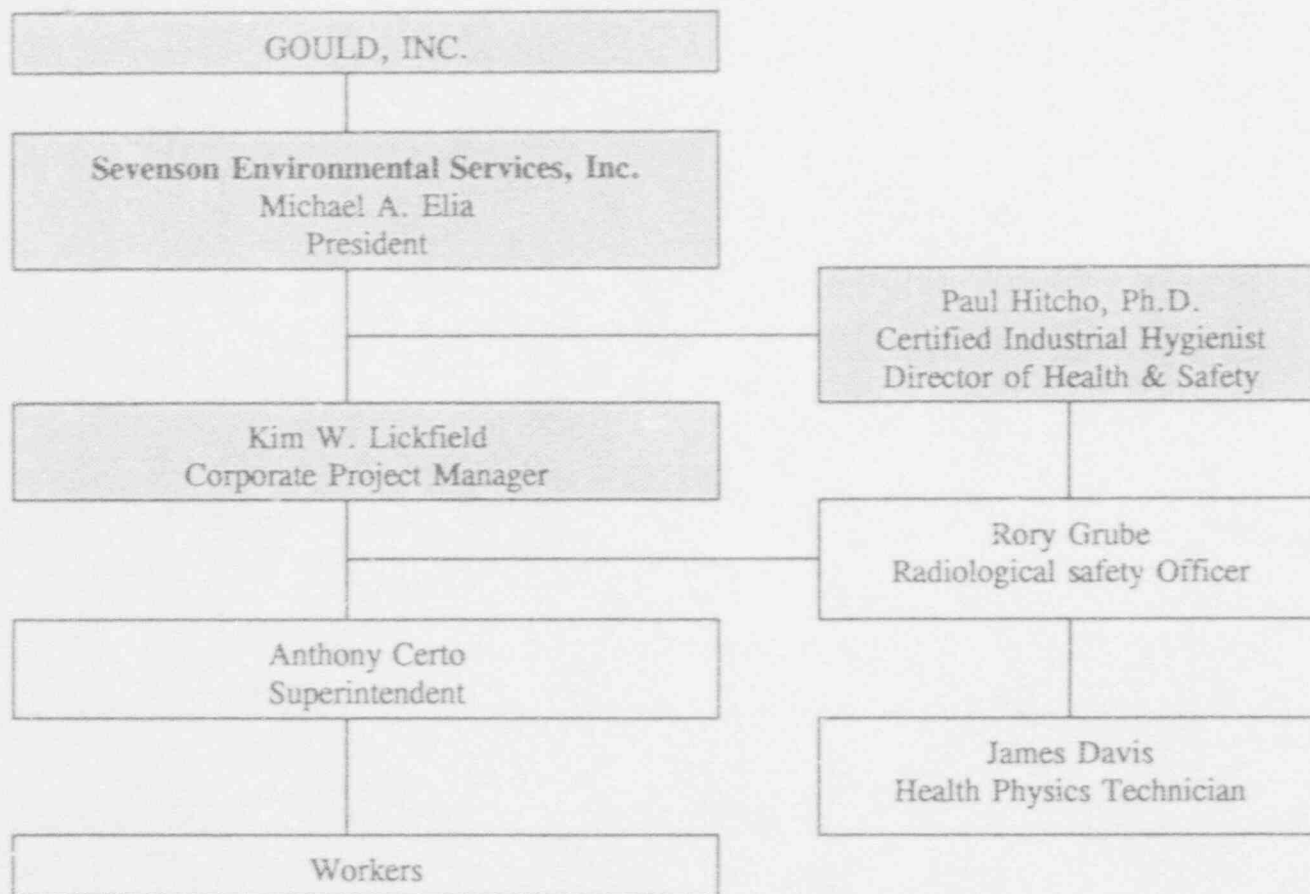 GOULD, INC.
Sevenson Environmental Services, Inc.
Michael A. Elia
President
Paul Hitcho, Ph.D.
Certified Industrial Hygienist
Director of Health & Safety
Kim W. Lickfield
Corporate Project Manager
Rory Grube
Radiological safety Officer
Anthony Certo
Superintendent
James Davis
Health Physics Technician
Workers